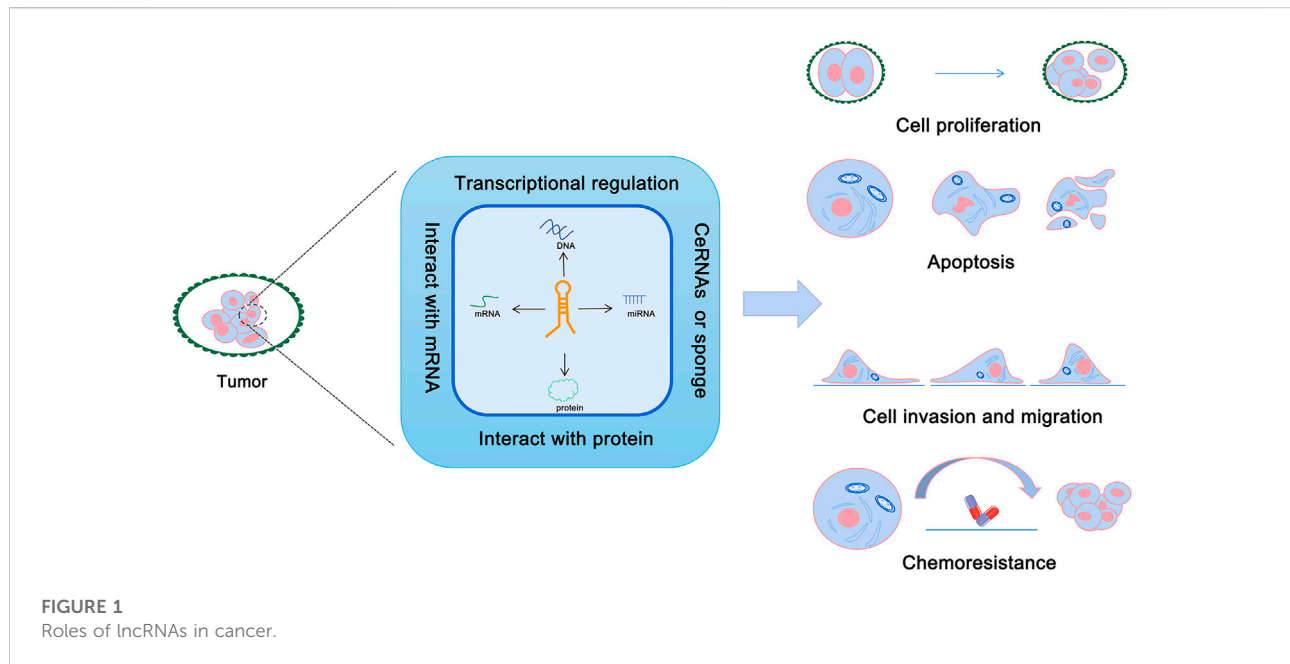 Cell proliferation
Apoptosis
Cell invasion and migration
Chemoresistance
Tumor
Transcriptional regulation
Interact with mRNA
CeRNAs or sponge
Interact with protein
DNA
mRNA
miRNA
protein
FIGURE 1
Roles of lncRNAs in cancer.